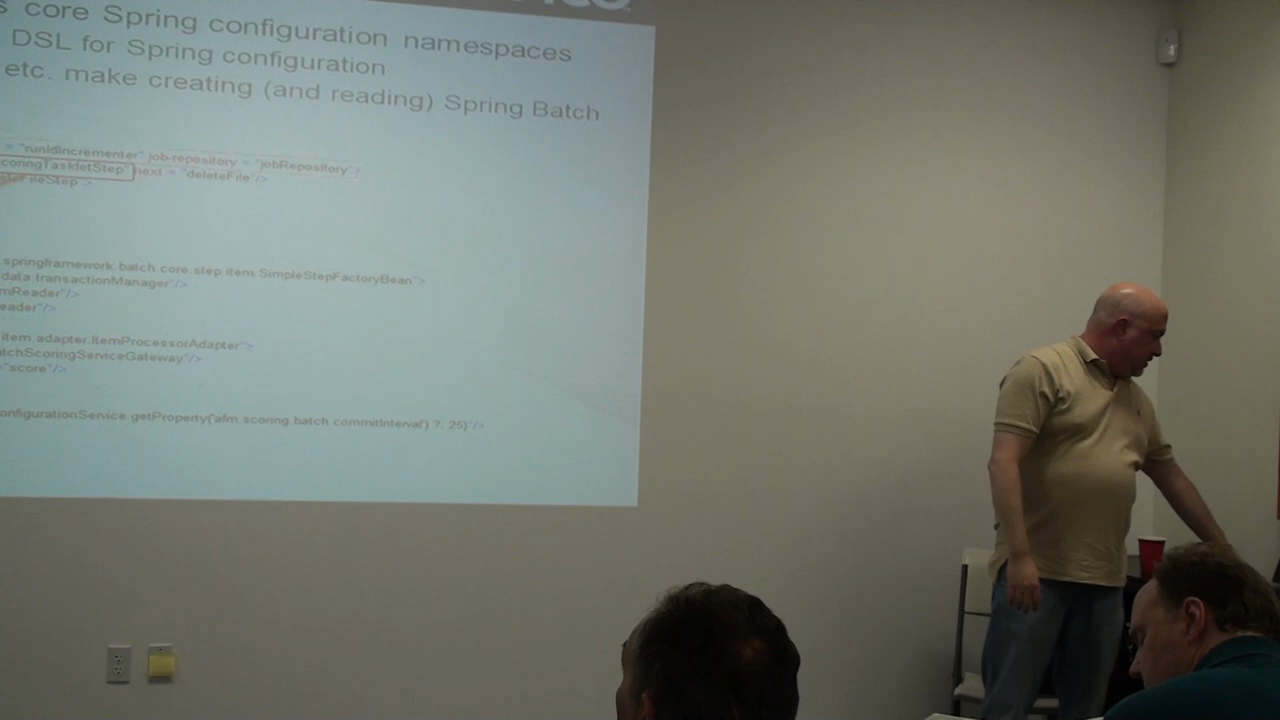 s core Spring configuration namespaces
DSL for Spring configuration
etc. make creating (and reading) Spring Batch
= "runIdIncrementer" job-repository = "jobRepository">
coringTaskletStep" next = "deleteFile"/>
springframework.batch.core.step.item.SimpleStepFactoryBean">
data.transactionManager"/>
mReader"/>
eader"/>
item.adapter.ItemProcessorAdapter">
tchScoringServiceGateway"/>
"score"/>
onfigurationService.getProperty('afm.scoring.batch.commitInterval') ?: 25}"/>